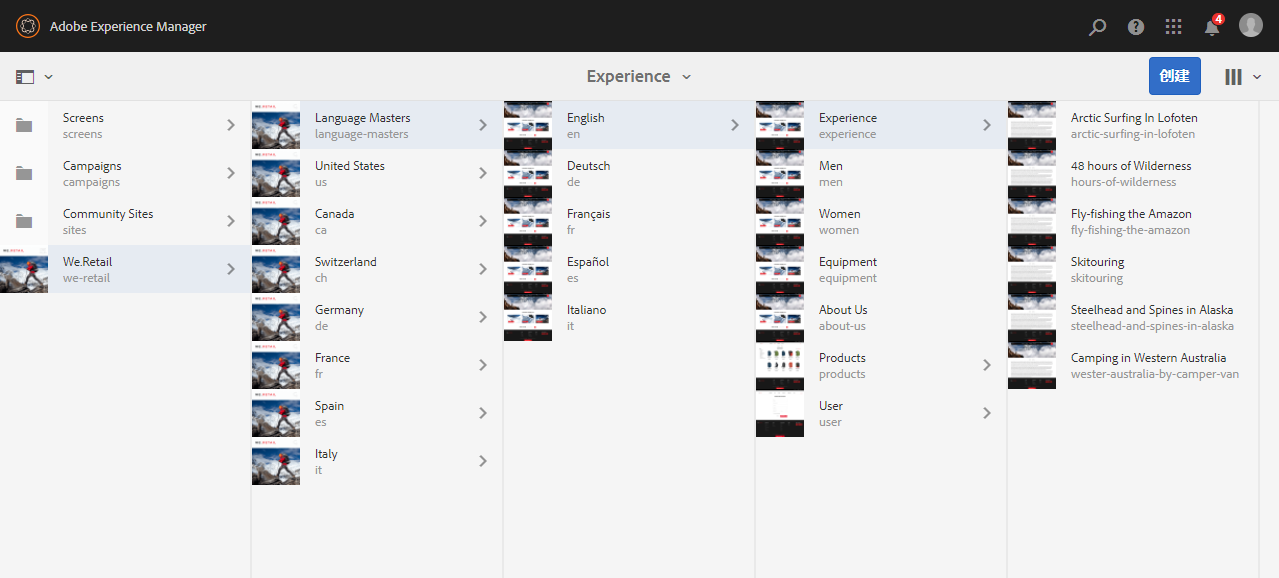 Adobe Experience Manager
4
Experience
创建
Screens
screens
Campaigns
campaigns
Community Sites
sites
We.Retail
we-retail
Language Masters
language-masters
United States
us
Canada
ca
Switzerland
ch
Germany
de
France
fr
Spain
es
Italy
it
English
en
Deutsch
de
Français
fr
Español
es
Italiano
it
Experience
experience
Men
men
Women
women
Equipment
equipment
About Us
about-us
Products
products
User
user
Arctic Surfing In Lofoten
arctic-surfing-in-lofoten
48 hours of Wilderness
hours-of-wilderness
Fly-fishing the Amazon
fly-fishing-the-amazon
Skitouring
skitouring
Steelhead and Spines in Alaska
steelhead-and-spines-in-alaska
Camping in Western Australia
wester-australia-by-camper-van